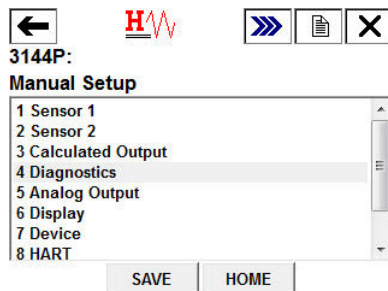 H
3144P:
Manual Setup
1 Sensor 1
2 Sensor 2
3 Calculated Output
4 Diagnostics
5 Analog Output
6 Display
7 Device
8 HART
SAVE HOME